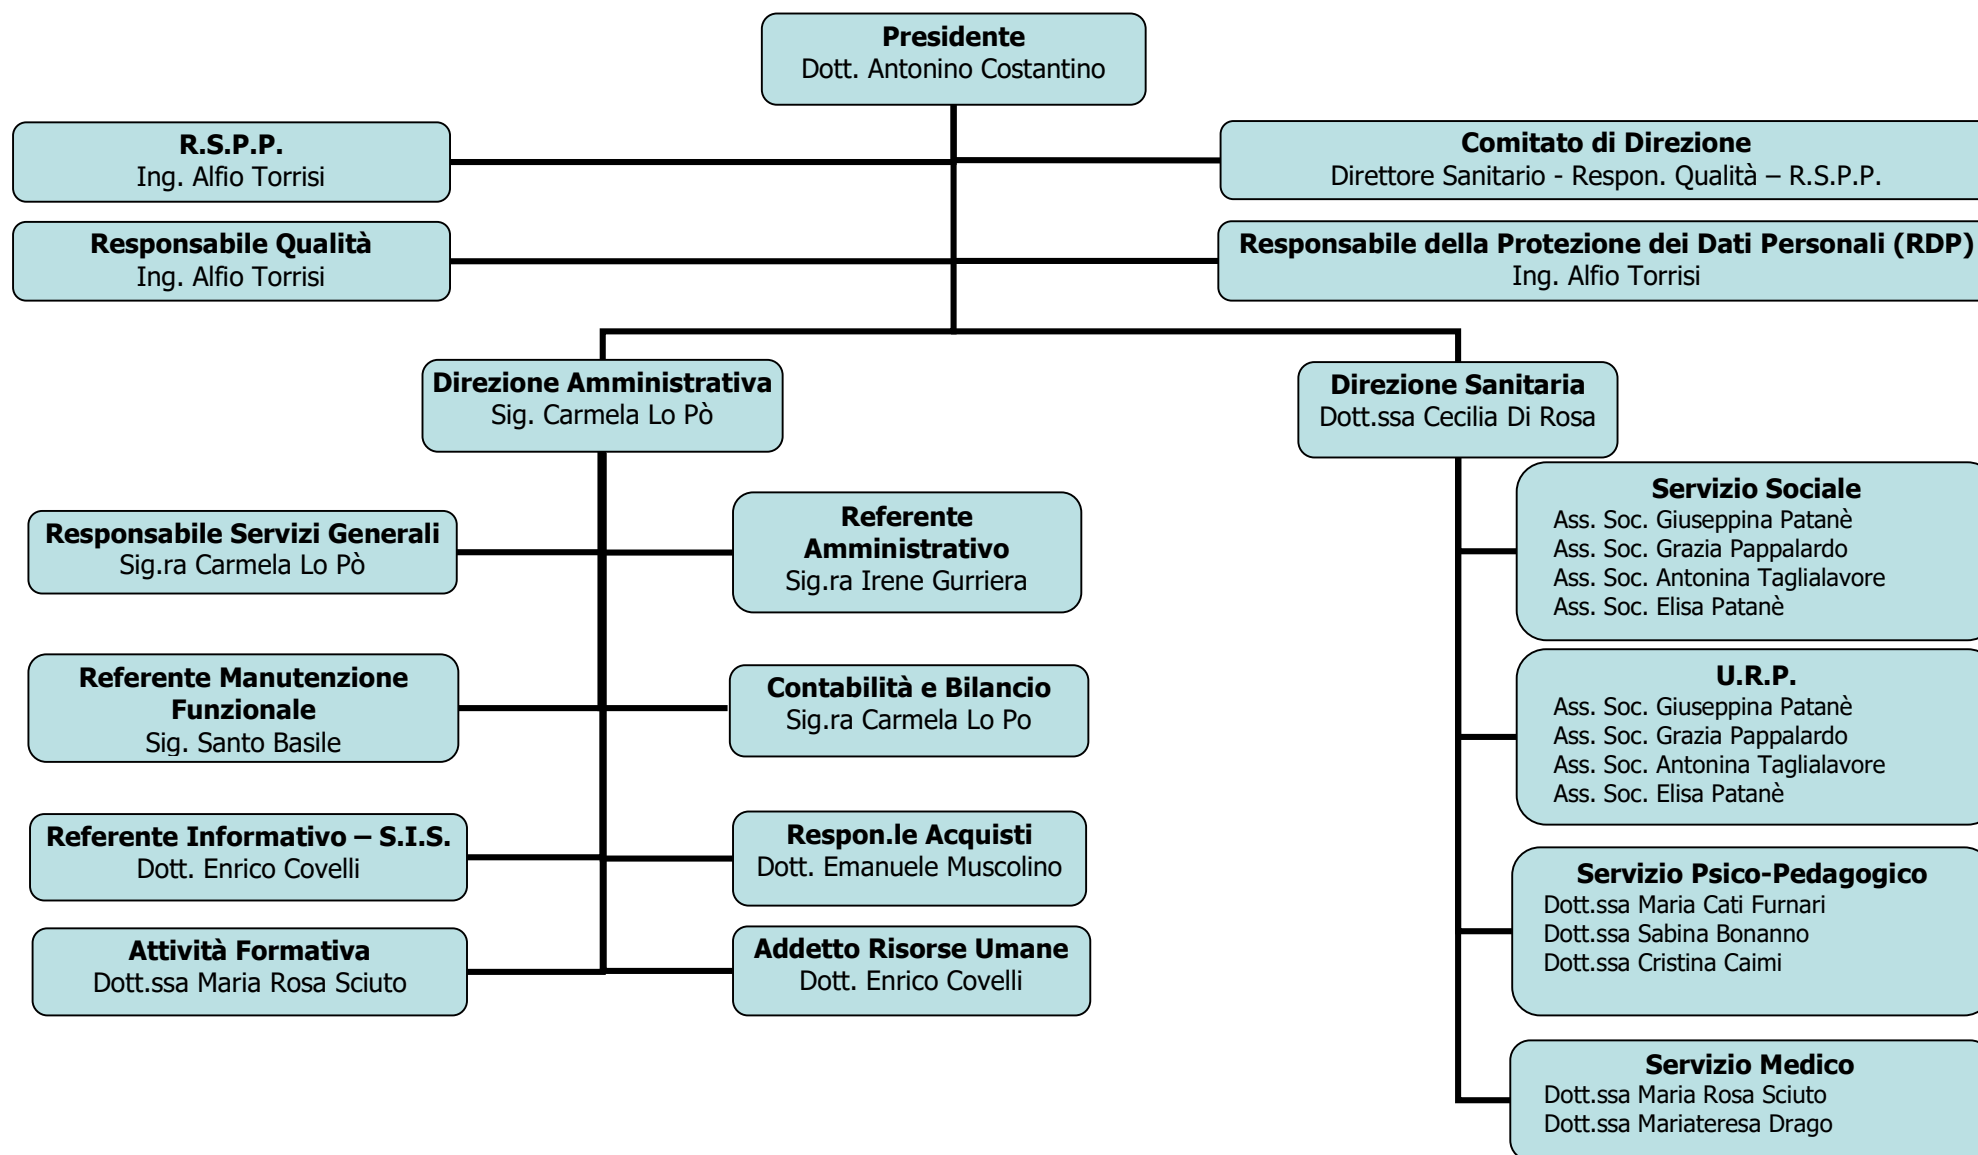 Presidente
Dott. Antonino Costantino
R.S.P.P.
Ing. Alfio Torrisi
Comitato di Direzione
Direttore Sanitario - Respon. Qualità – R.S.P.P.
Responsabile Qualità
Ing. Alfio Torrisi
Responsabile della Protezione dei Dati Personali (RDP)
Ing. Alfio Torrisi
Direzione Amministrativa
Sig. Carmela Lo Pò
Direzione Sanitaria
Dott.ssa Cecilia Di Rosa
Responsabile Servizi Generali
Sig.ra Carmela Lo Pò
Referente
Amministrativo
Sig.ra Irene Gurriera
Referente Manutenzione
Funzionale
Sig. Santo Basile
Contabilità e Bilancio
Sig.ra Carmela Lo Po
Referente Informativo – S.I.S.
Dott. Enrico Covelli
Respon.le Acquisti
Dott. Emanuele Muscolino
Attività Formativa
Dott.ssa Maria Rosa Sciuto
Addetto Risorse Umane
Dott. Enrico Covelli
Servizio Sociale
Ass. Soc. Giuseppina Patanè
Ass. Soc. Grazia Pappalardo
Ass. Soc. Antonina Taglialavore
Ass. Soc. Elisa Patanè
U.R.P.
Ass. Soc. Giuseppina Patanè
Ass. Soc. Grazia Pappalardo
Ass. Soc. Antonina Taglialavore
Ass. Soc. Elisa Patanè
Servizio Psico-Pedagogico
Dott.ssa Maria Cati Furnari
Dott.ssa Sabina Bonanno
Dott.ssa Cristina Caimi
Servizio Medico
Dott.ssa Maria Rosa Sciuto
Dott.ssa Mariateresa Drago